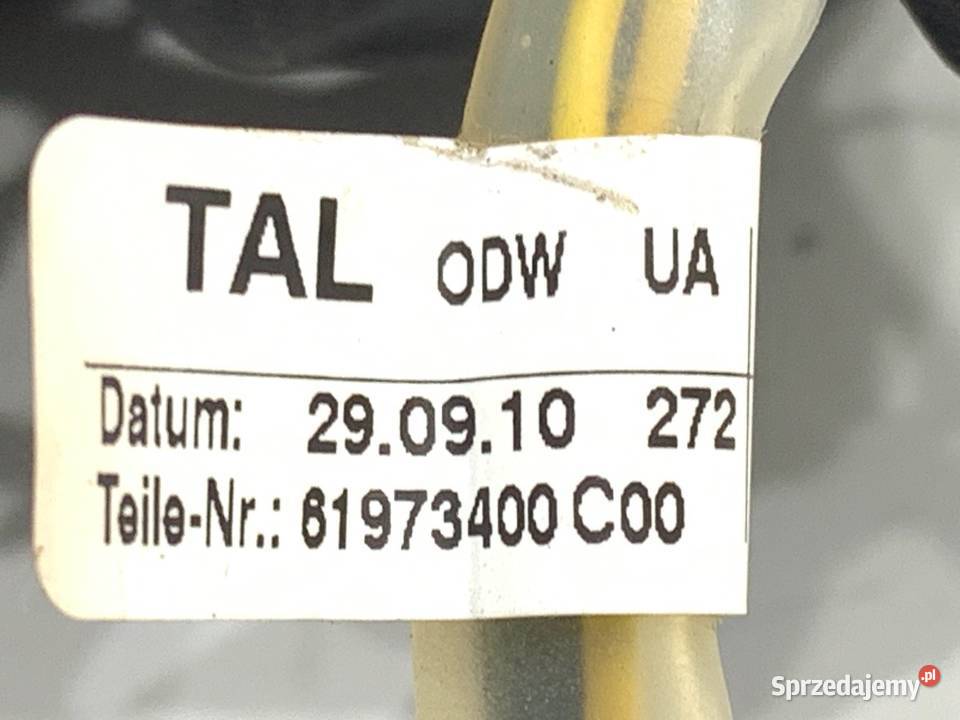 TAL ODW UA
Datum: 29.09.10 272
Teile-Nr.: 61973400 C00
Sprzedajemy.pl